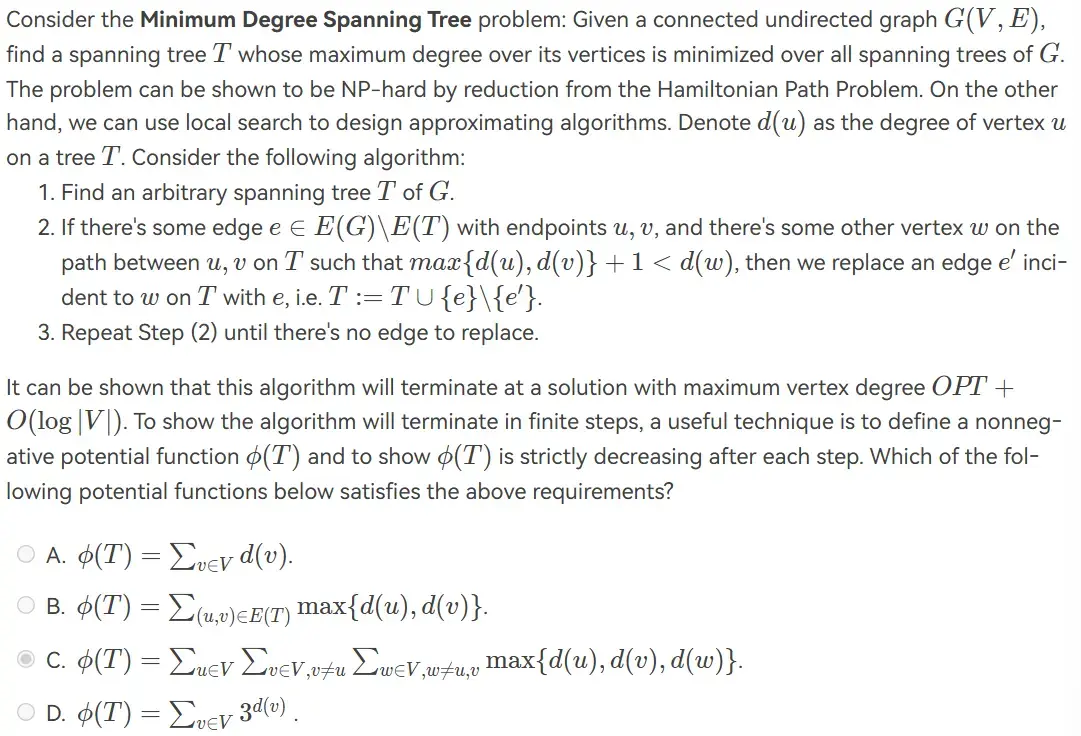 Consider the **Minimum Degree Spanning Tree** problem: Given a connected undirected graph $G(V, E)$,
find a spanning tree $T$ whose maximum degree over its vertices is minimized over all spanning trees of $G$.
The problem can be shown to be NP-hard by reduction from the Hamiltonian Path Problem. On the other
hand, we can use local search to design approximating algorithms. Denote $d(u)$ as the degree of vertex $u$
on a tree $T$. Consider the following algorithm:
1. Find an arbitrary spanning tree $T$ of $G$.
2. If there's some edge $e \in E(G) \backslash E(T)$ with endpoints $u, v$, and there's some other vertex $w$ on the
path between $u, v$ on $T$ such that $max\{d(u), d(v)\} + 1 < d(w)$, then we replace an edge $e'$ inci-
dent to $w$ on $T$ with $e$, i.e. $T := T \cup \{e\} \backslash \{e'\}$.
3. Repeat Step (2) until there's no edge to replace.
It can be shown that this algorithm will terminate at a solution with maximum vertex degree $OPT +$
$O(\log |V|)$. To show the algorithm will terminate in finite steps, a useful technique is to define a nonneg-
ative potential function $\phi(T)$ and to show $\phi(T)$ is strictly decreasing after each step. Which of the fol-
lowing potential functions below satisfies the above requirements?
A. $\phi(T) = \sum_{v \in V} d(v)$.
B. $\phi(T) = \sum_{(u,v) \in E(T)} \max\{d(u), d(v)\}$.
C. $\phi(T) = \sum_{u \in V} \sum_{v \in V, v \neq u} \sum_{w \in V, w \neq u, v} \max\{d(u), d(v), d(w)\}$.
D. $\phi(T) = \sum_{v \in V} 3^{d(v)}$.